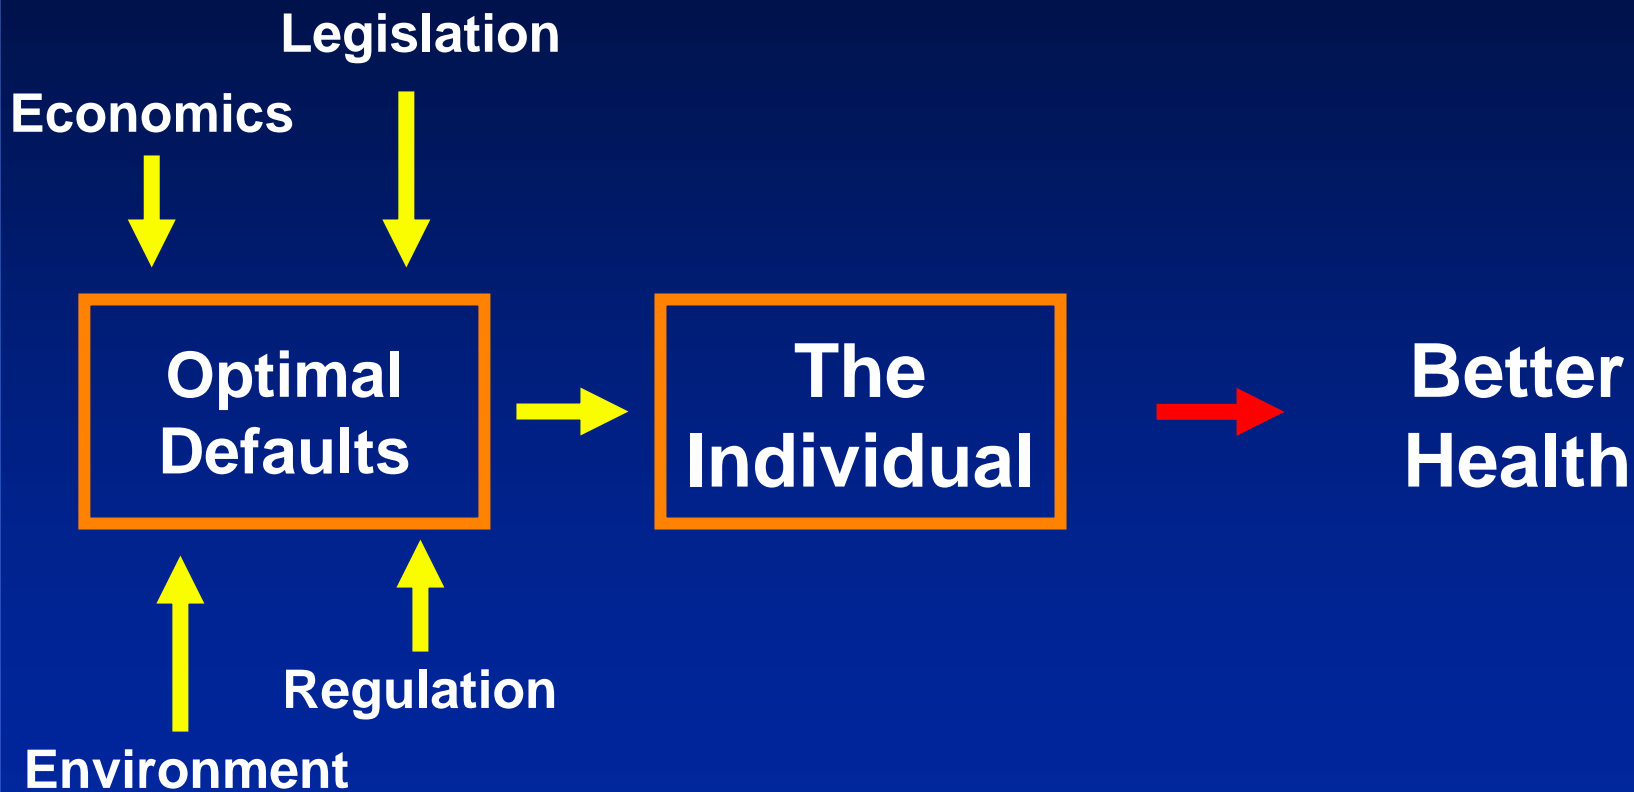 Legislation
Economics
Optimal
Defaults
The
Individual
Better
Health
Regulation
Environment